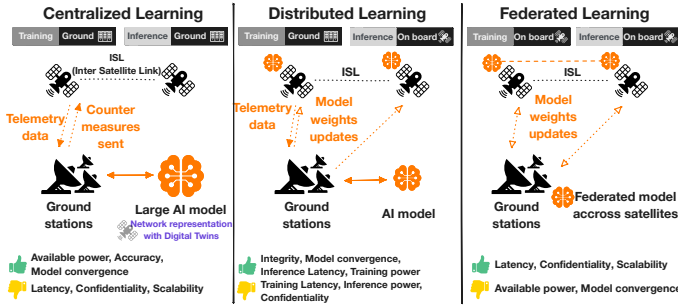 Centralized Learning
Training Ground Inference Ground
ISL
(Inter Satellite Link)
Telemetry
data
Counter
measures
sent
Ground
stations
Large AI model
Network representation
with Digital Twins
Available power, Accuracy,
Model convergence
Latency, Confidentiality, Scalability
Distributed Learning
Training Ground Inference On board
ISL
Telemetry
data
Model
weights
updates
Ground
stations
AI model
Integrity, Model convergence,
Inference Latency, Training power
Training Latency, Inference power,
Confidentiality
Federated Learning
Training On board Inference On board
ISL
Model
weights
updates
Ground
stations
Federated model
accross satellites
Latency, Confidentiality, Scalability
Available power, Model convergence